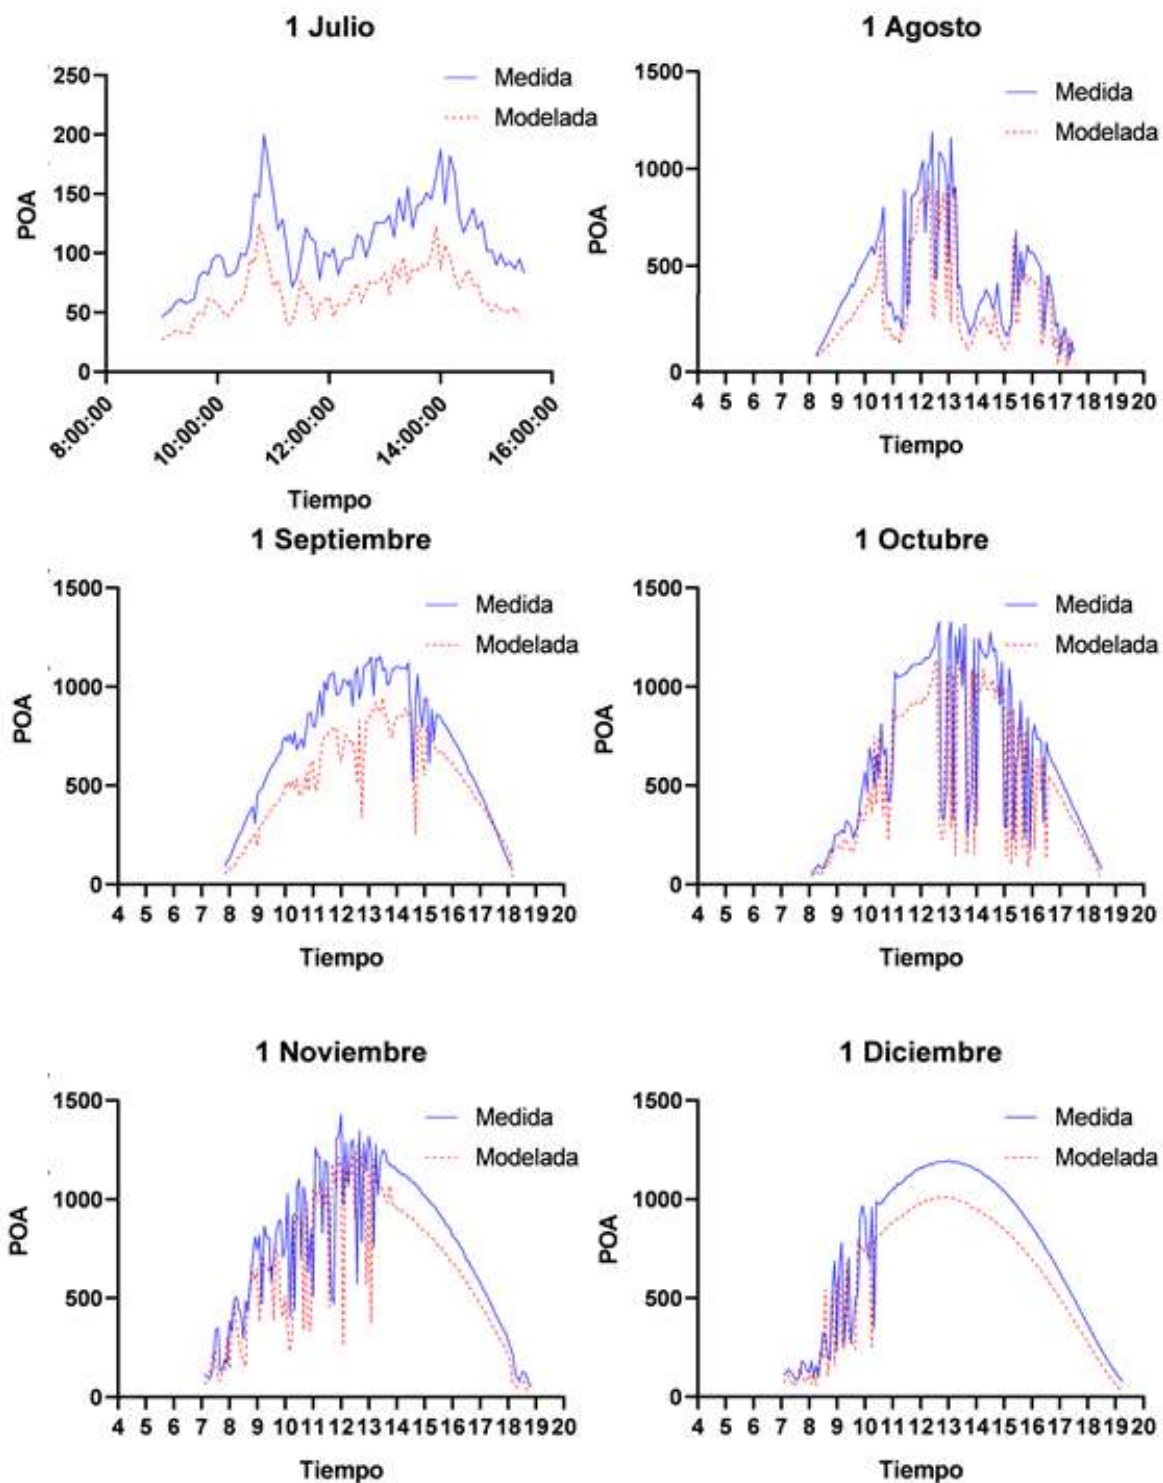 1 Julio
250
200
150
100
50
0
POA
Medida
Modelada
8:00:00 10:00:00 12:00:00 14:00:00 16:00:00
Tiempo
1 Agosto
1500
1000
500
0
POA
Medida
Modelada
4 5 6 7 8 9 10 11 12 13 14 15 16 17 18 19 20
Tiempo
1 Septiembre
1500
1000
500
0
POA
Medida
Modelada
4 5 6 7 8 9 10 11 12 13 14 15 16 17 18 19 20
Tiempo
1 Octubre
1500
1000
500
0
POA
Medida
Modelada
4 5 6 7 8 9 10 11 12 13 14 15 16 17 18 19 20
Tiempo
1 Noviembre
1500
1000
500
0
POA
Medida
Modelada
4 5 6 7 8 9 10 11 12 13 14 15 16 17 18 19 20
Tiempo
1 Diciembre
1500
1000
500
0
POA
Medida
Modelada
4 5 6 7 8 9 10 11 12 13 14 15 16 17 18 19 20
Tiempo